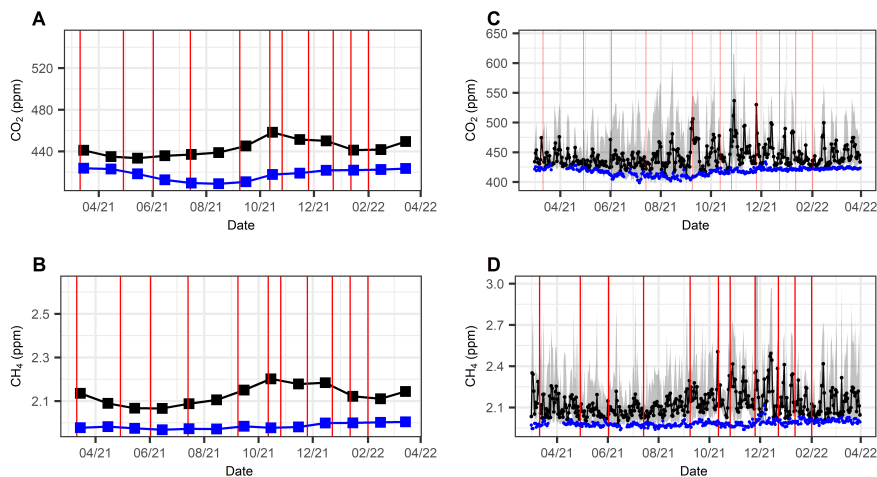 A
CO₂ (ppm)
520
480
440
04/21 06/21 08/21 10/21 12/21 02/22 04/22
Date
C
CO₂ (ppm)
650
600
550
500
450
400
04/21 06/21 08/21 10/21 12/21 02/22 04/22
Date
B
CH₄ (ppm)
2.5
2.3
2.1
04/21 06/21 08/21 10/21 12/21 02/22 04/22
Date
D
CH₄ (ppm)
3.0
2.7
2.4
2.1
04/21 06/21 08/21 10/21 12/21 02/22 04/22
Date